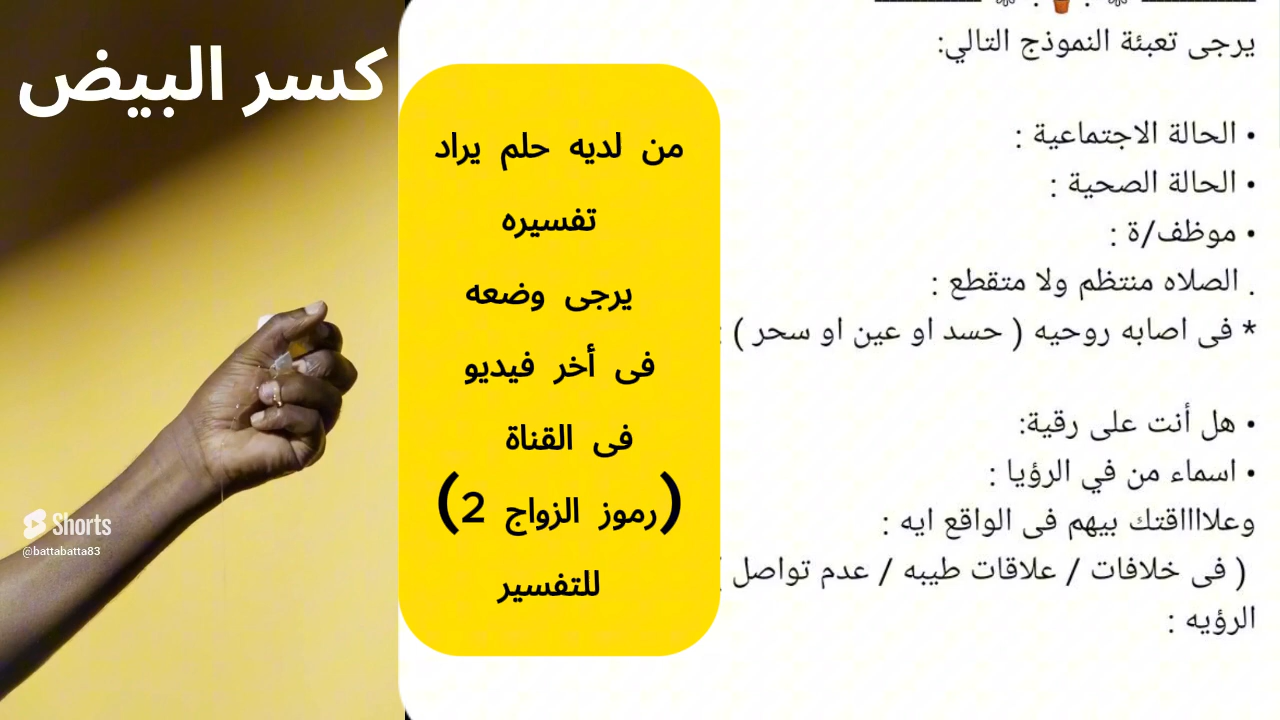 كسر البيض
Shorts
@battabatta83
من لديه حلم يراد
تفسيره
يرجى وضعه
فى أخر فيديو
فى القناة
(رموز الزواج 2)
للتفسير
يرجى تعبئة النموذج التالي:
• الحالة الاجتماعية :
• الحالة الصحية :
• موظف/ة :
. الصلاه منتظم ولا متقطع :
* فى اصابه روحيه ( حسد او عين او سحر ) :
• هل أنت على رقية:
• اسماء من في الرؤيا :
وعلااااقتك بيهم فى الواقع ايه :
( فى خلافات / علاقات طيبه / عدم تواصل
الرؤيه :